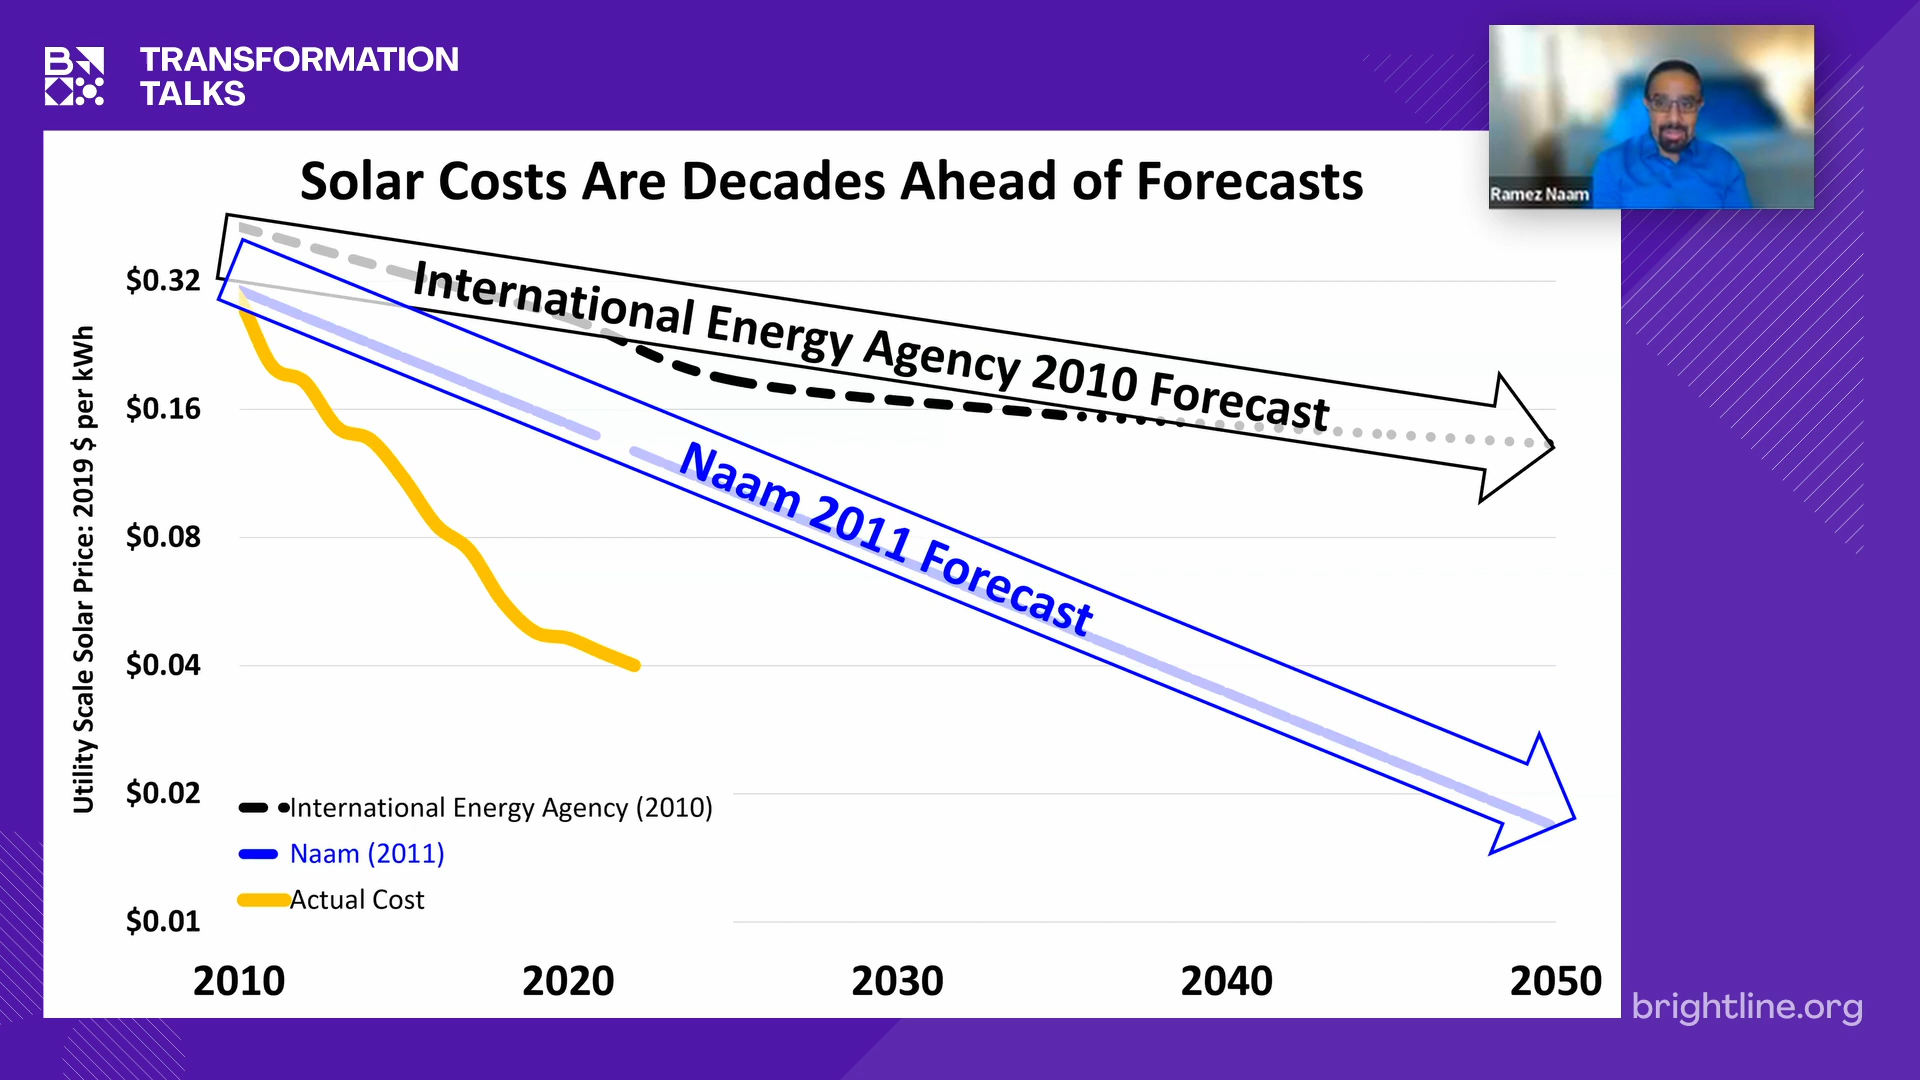 TRANSFORMATION
TALKS
Ramez Naam
Solar Costs Are Decades Ahead of Forecasts
Utility Scale Solar Price: 2019 $ per kWh
$0.32
$0.16
$0.08
$0.04
$0.02
$0.01
International Energy Agency 2010 Forecast
Naam 2011 Forecast
International Energy Agency (2010)
Naam (2011)
Actual Cost
2010 2020 2030 2040 2050
brightline.org